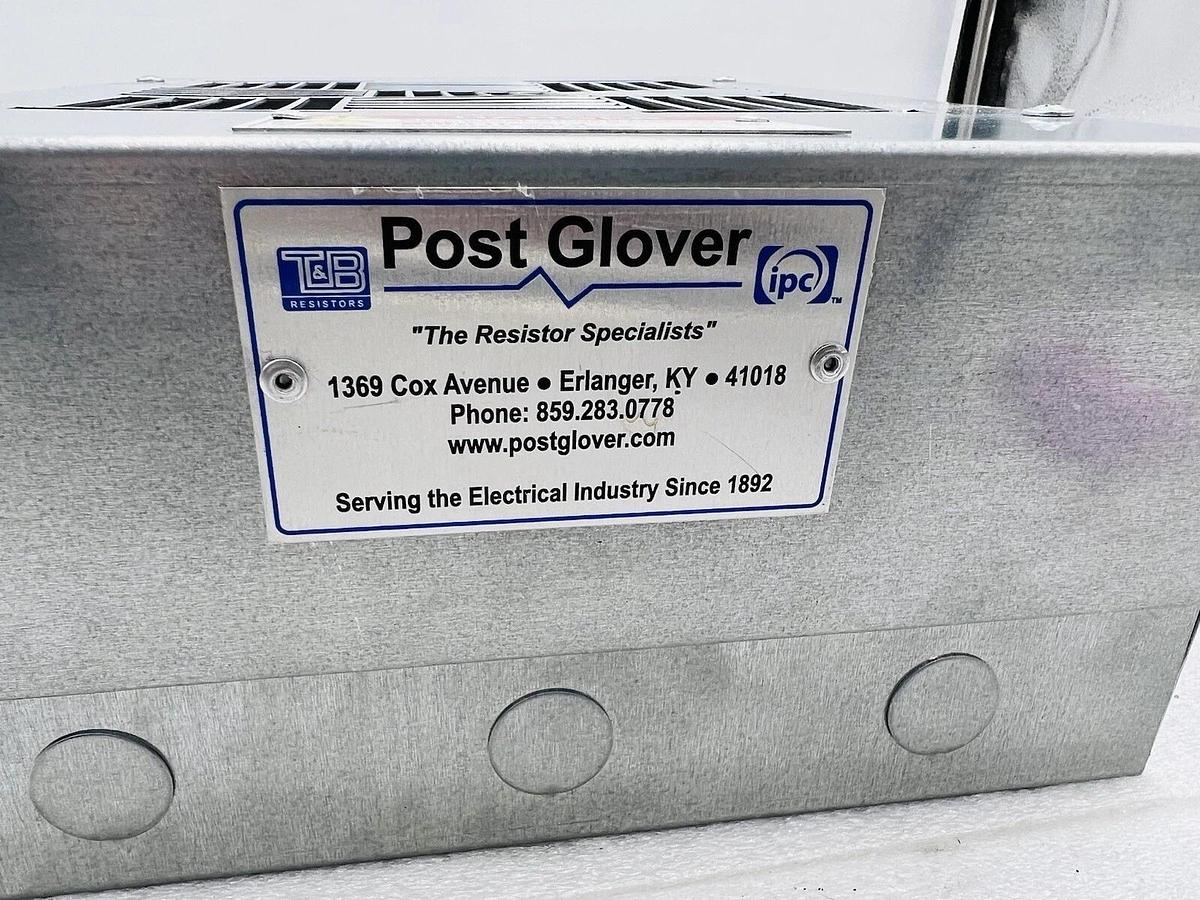 Post Glover
T&B
RESISTORS
ipc
™
"The Resistor Specialists"
1369 Cox Avenue ● Erlanger, KY ● 41018
Phone: 859.283.0778
www.postglover.com
Serving the Electrical Industry Since 1892